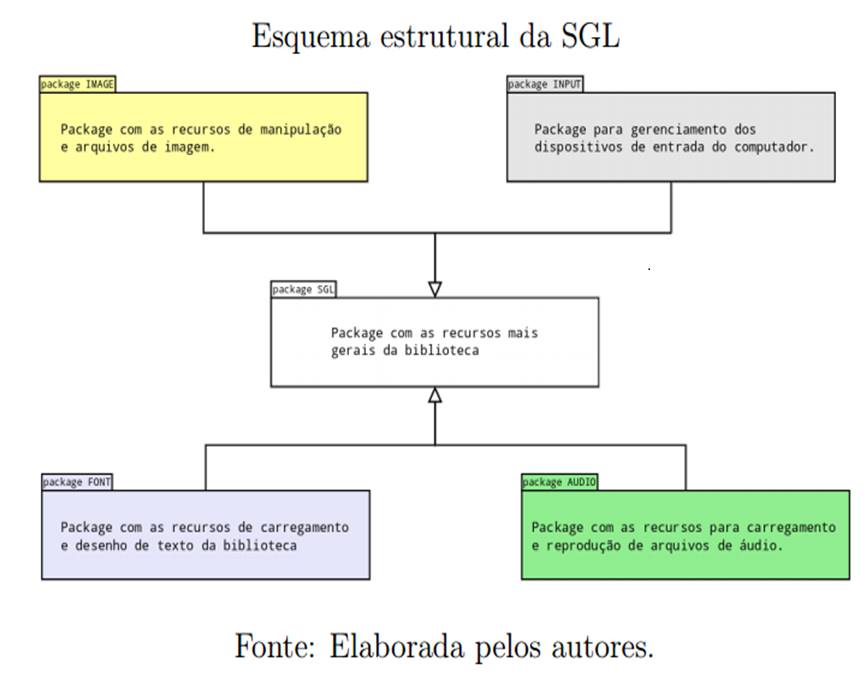 Esquema estrutural da SGL
package IMAGE
Package com as recursos de manipulação
e arquivos de imagem.
package INPUT
Package para gerenciamento dos
dispositivos de entrada do computador.
package SGL
Package com as recursos mais
gerais da biblioteca
package FONT
Package com as recursos de carregamento
e desenho de texto da biblioteca
package AUDIO
Package com as recursos para carregamento
e reprodução de arquivos de áudio.
Fonte: Elaborada pelos autores.